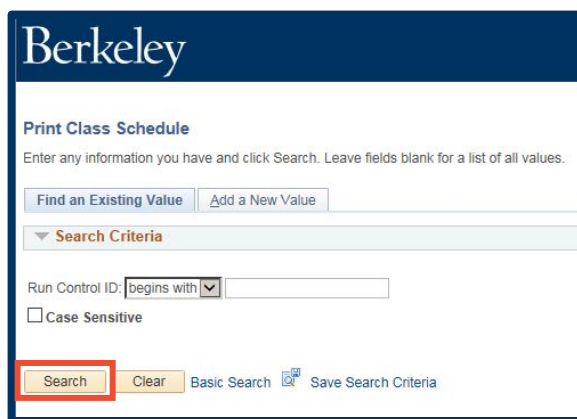 Berkeley
Print Class Schedule
Enter any information you have and click Search. Leave fields blank for a list of all values.
Find an Existing Value Add a New Value
Search Criteria
Run Control ID: begins with
Case Sensitive
Search Clear Basic Search Save Search Criteria